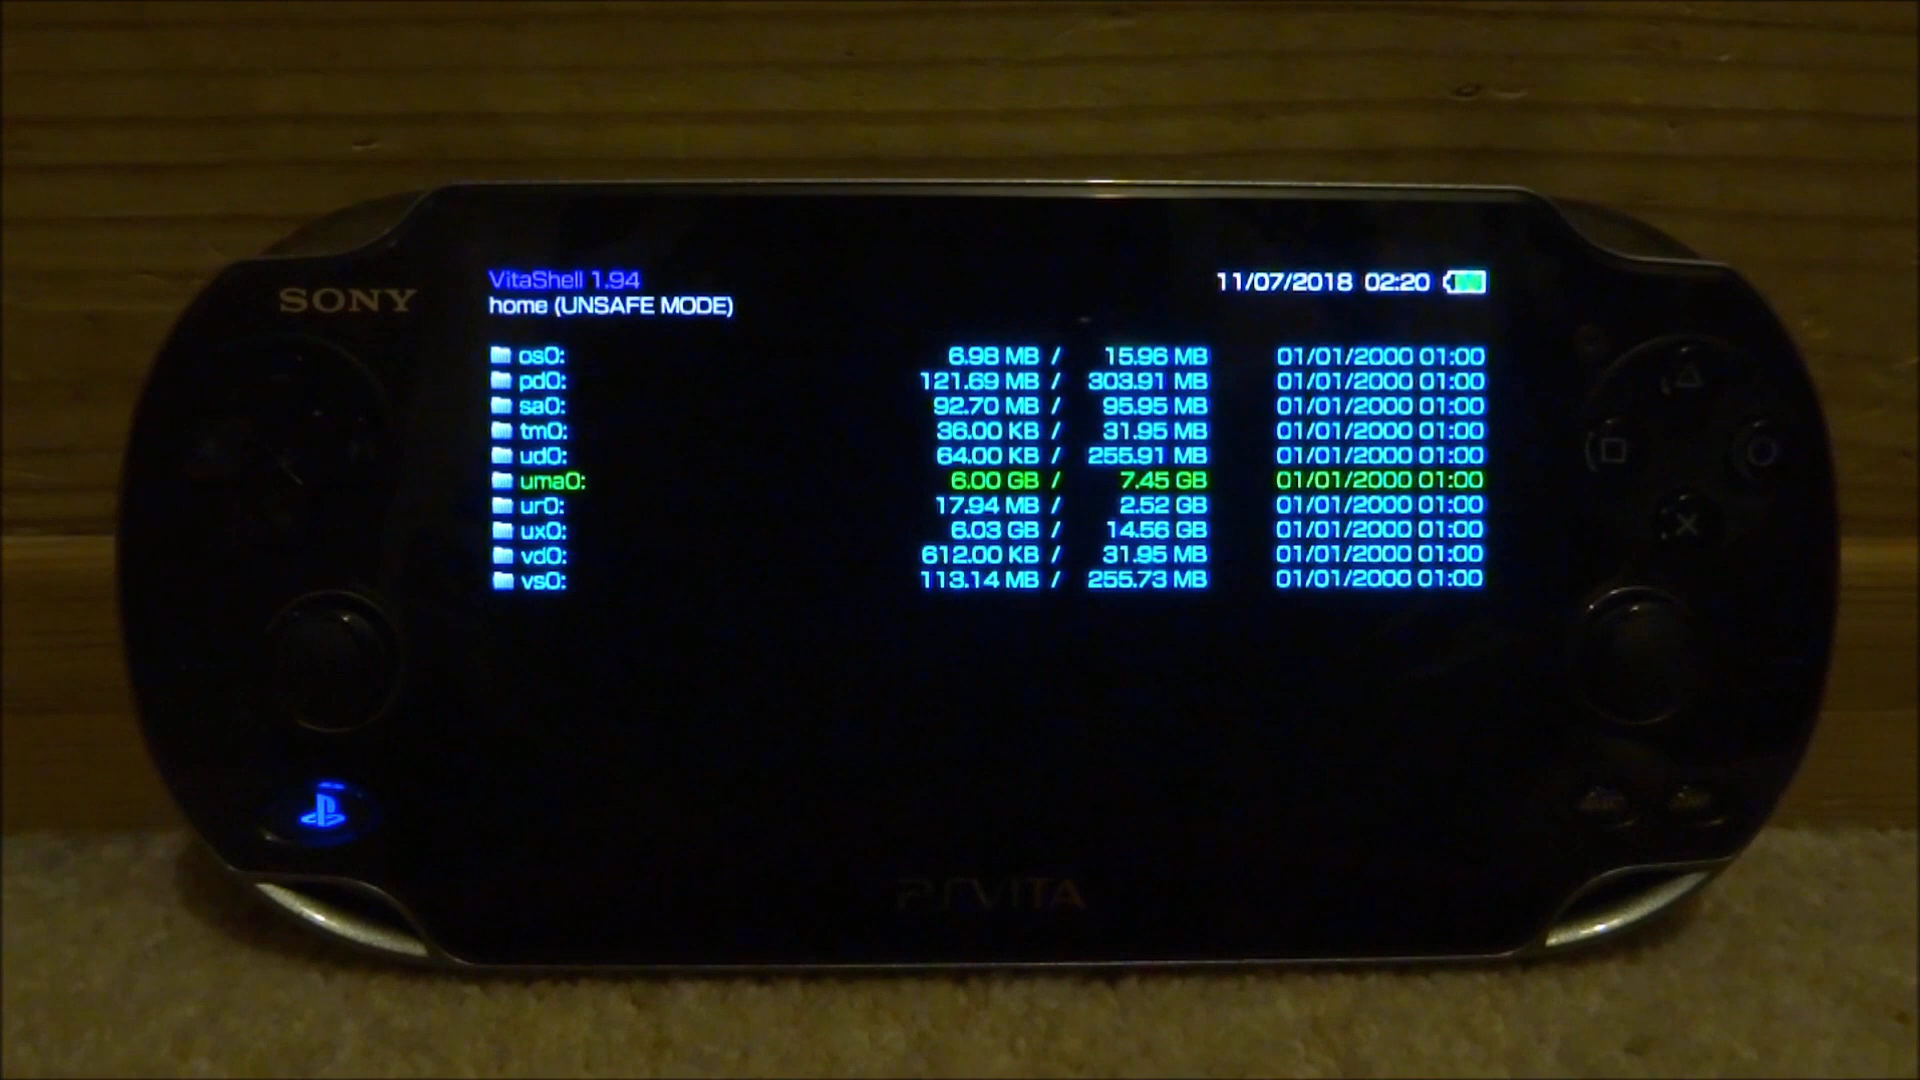 SONY
VitaShell 1.94
11/07/2018 02:20
home (UNSAFE MODE)
os0: 6.98 MB / 15.96 MB 01/01/2000 01:00
pd0: 121.69 MB / 303.91 MB 01/01/2000 01:00
sa0: 92.70 MB / 95.95 MB 01/01/2000 01:00
tm0: 36.00 KB / 31.95 MB 01/01/2000 01:00
ud0: 64.00 KB / 255.91 MB 01/01/2000 01:00
uma0: 6.00 GB / 7.45 GB 01/01/2000 01:00
ur0: 17.94 MB / 2.52 GB 01/01/2000 01:00
ux0: 6.03 GB / 14.56 GB 01/01/2000 01:00
vd0: 612.00 KB / 31.95 MB 01/01/2000 01:00
vs0: 113.14 MB / 255.73 MB 01/01/2000 01:00
PSVITA